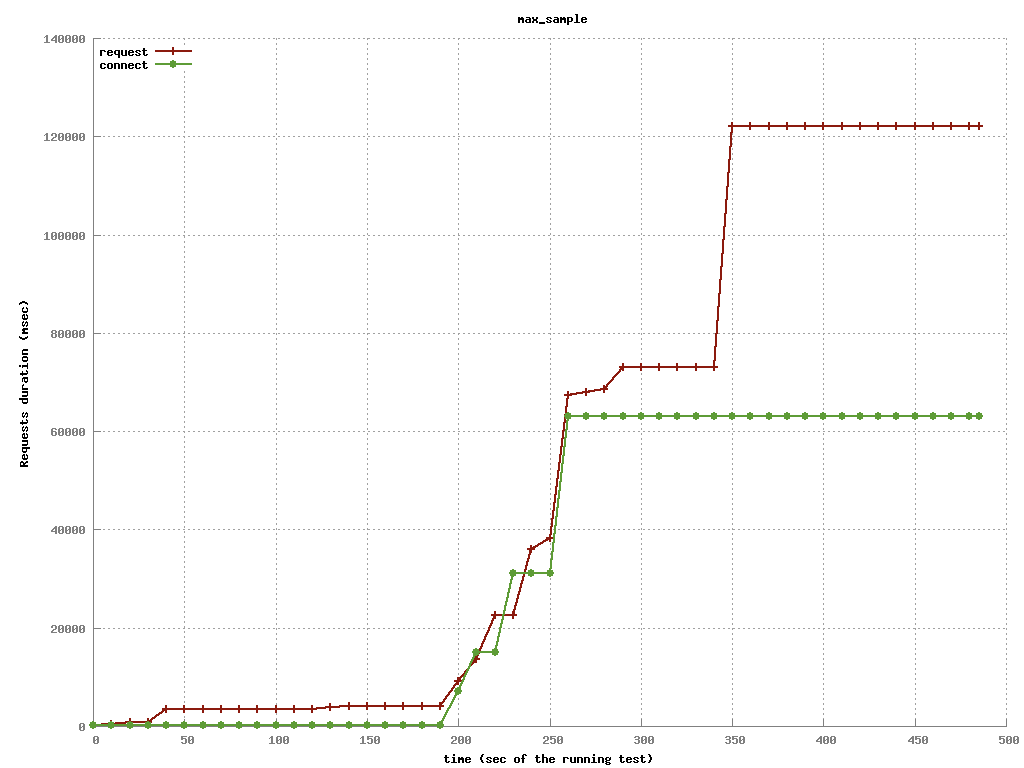 max_sample
request
connect
140000
120000
100000
80000
60000
40000
20000
0
Requests duration (msec)
0 50 100 150 200 250 300 350 400 450 500
time (sec of the running test)